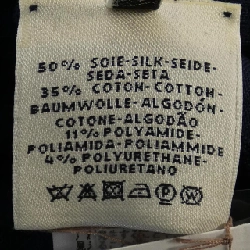 50% SOIE-SILK-SEIDE-
SEDA-SETA
35% COTON-COTTON-
BAUMWOLLE-ALGODÓN-
COTONE-ALGODÃO
11% POLYAMIDE-
POLIAMIDA-POLIAMMIDE
4% POLYURETHANE-
POLIURETANO